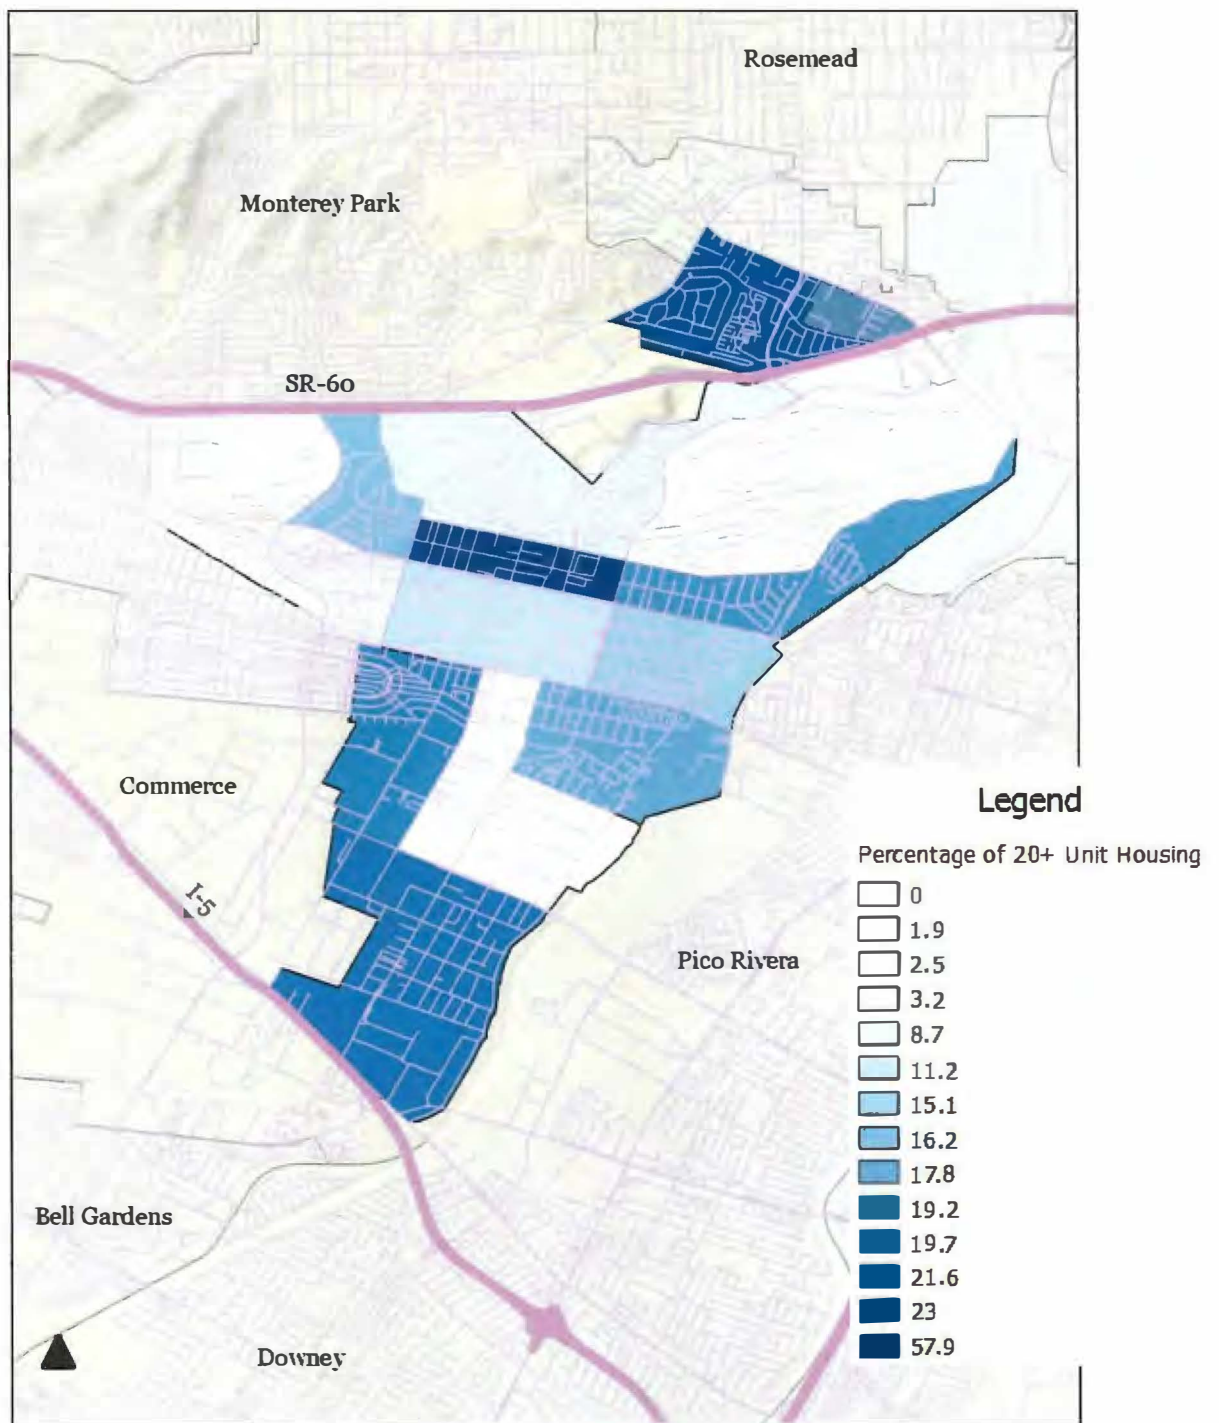 Rosemead
Monterey Park
SR-60
Commerce
I-5
Pico Rivera
Bell Gardens
Downey
Legend
Percentage of 20+ Unit Housing
0
1.9
2.5
3.2
8.7
11.2
15.1
16.2
17.8
19.2
19.7
21.6
23
57.9